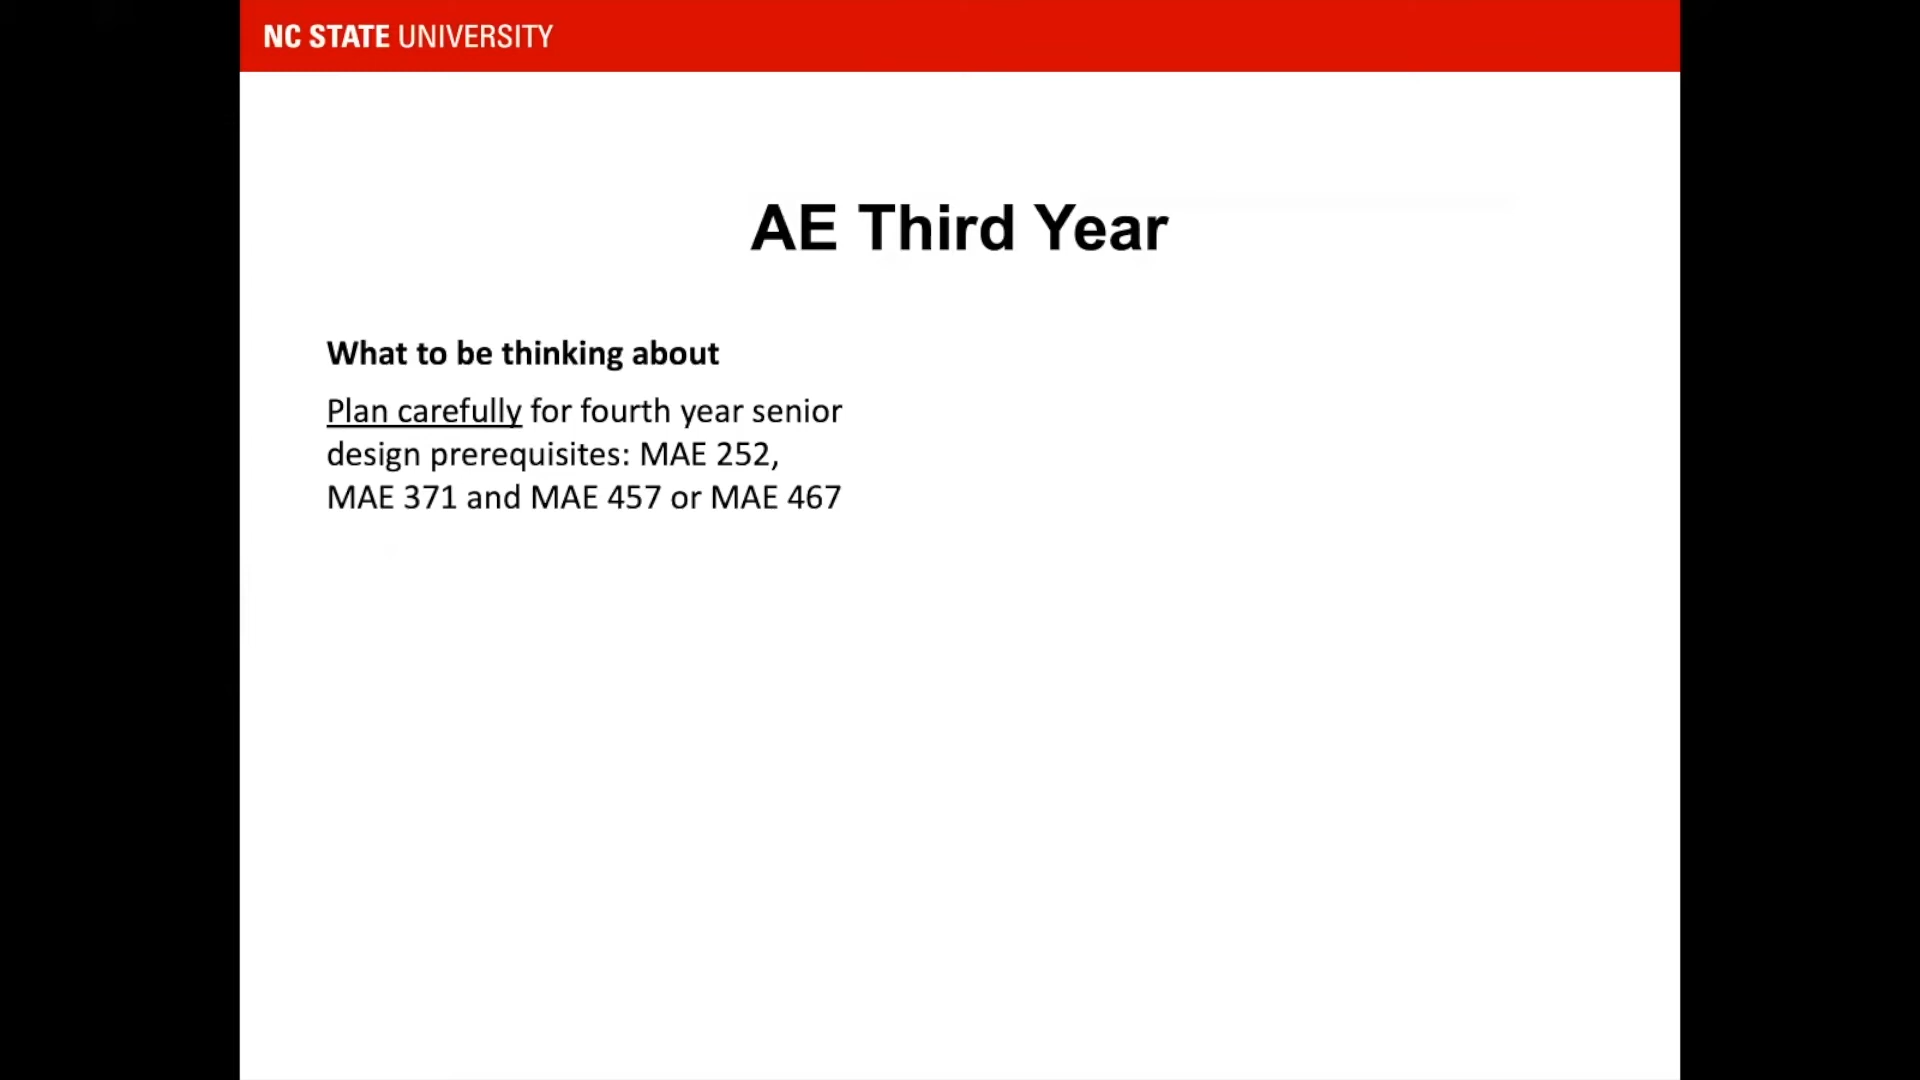 NC STATE UNIVERSITY
AE Third Year
What to be thinking about
Plan carefully for fourth year senior
design prerequisites: MAE 252,
MAE 371 and MAE 457 or MAE 467